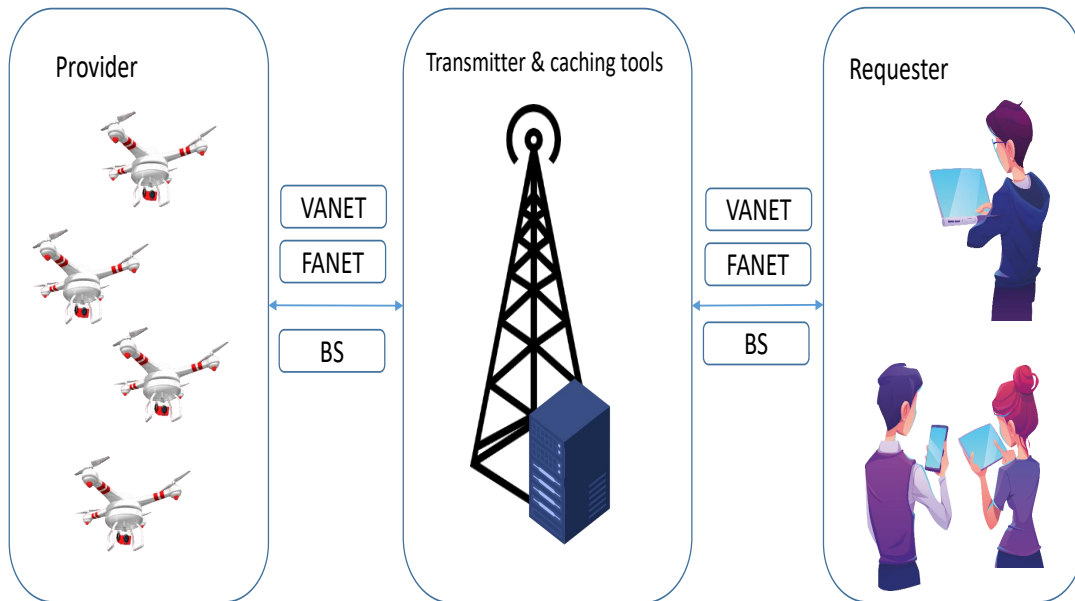 Provider
VANET
FANET
BS
Transmitter & caching tools
VANET
FANET
BS
Requester